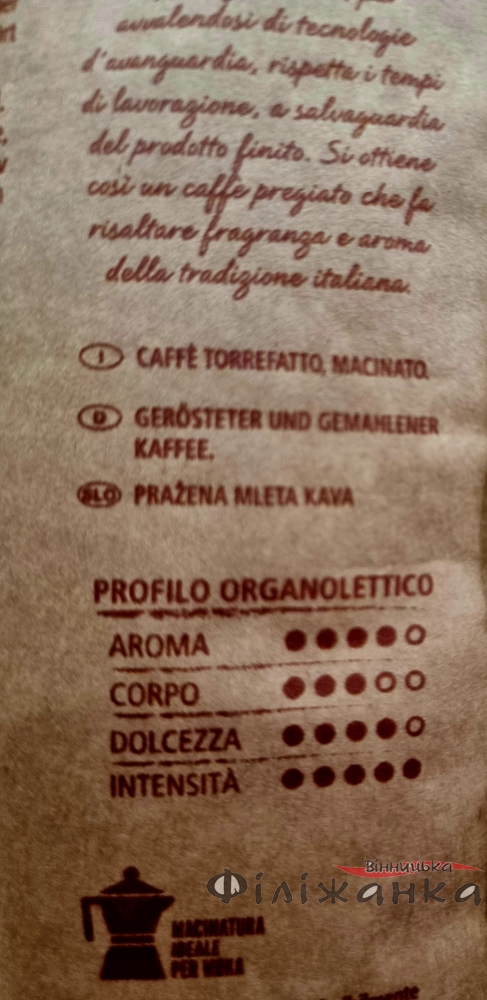 avvalendosi di tecnologie
d'avanguardia, rispetta i tempi
di lavorazione, a salvaguardia
del prodotto finito. Si ottiene
così un caffè pregiato che fa
risaltare fragranza e aroma
della tradizione italiana.
I CAFFÈ TORREFATTO, MACINATO.
D GERÖSTETER UND GEMAHLENER
KAFFEE.
SLO PRAŽENA MLETA KAVA
PROFILO ORGANOLETTICO
AROMA
CORPO
DOLCEZZA
INTENSITÀ
Вінницька
Філіжанка
MACINATURA
IDEALE
PER MOKA